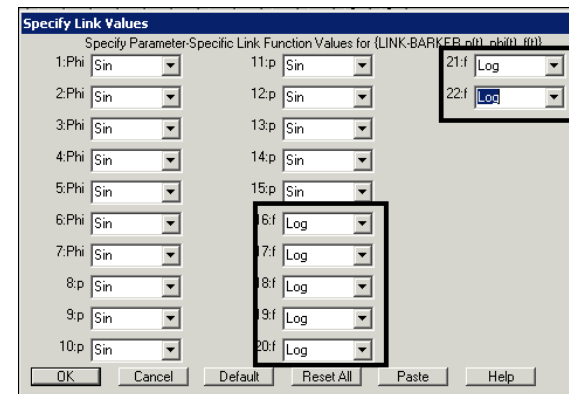 Specify Link Values
Specify Parameter-Specific Link Function Values for {LINK-BARKER p(t), phi(t), f(t)}
1:Phi Sin
2:Phi Sin
3:Phi Sin
4:Phi Sin
5:Phi Sin
6:Phi Sin
7:Phi Sin
8:p Sin
9:p Sin
10:p Sin
11:p Sin
12:p Sin
13:p Sin
14:p Sin
15:p Sin
16:f Log
17:f Log
18:f Log
19:f Log
20:f Log
21:f Log
22:f Log
OK Cancel Default Reset All Paste Help